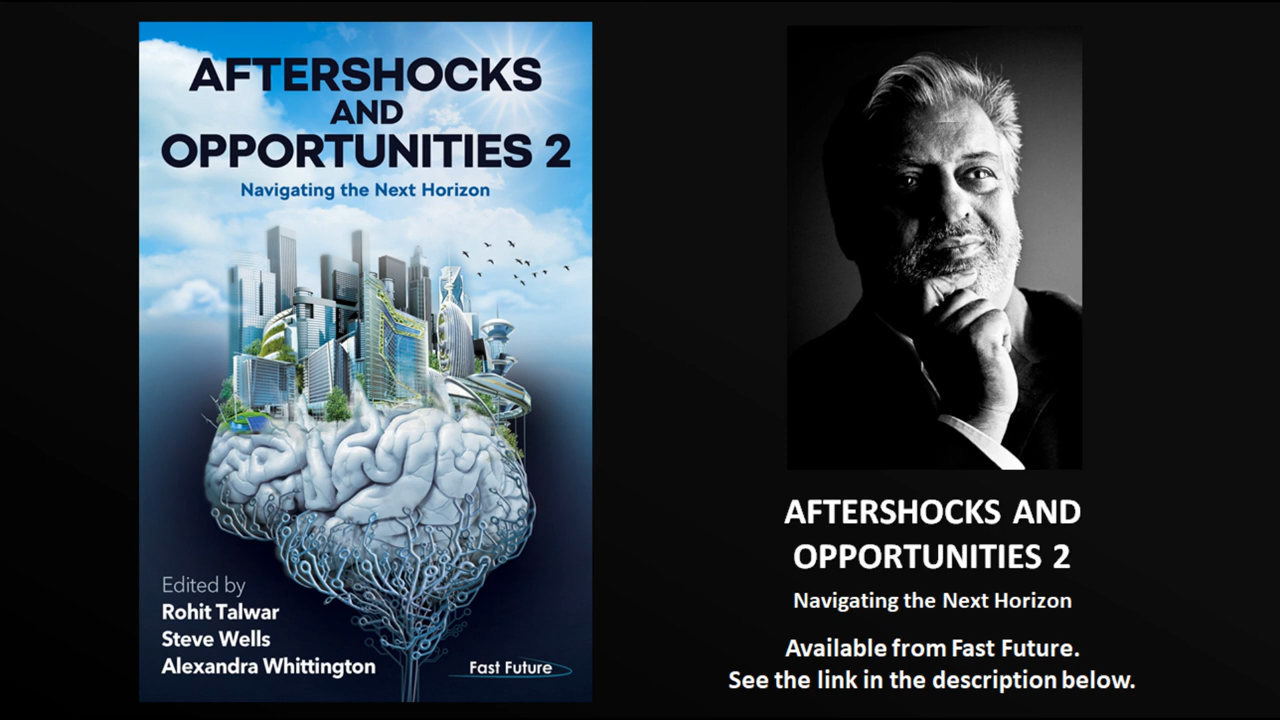 AFTERSHOCKS
AND
OPPORTUNITIES 2
Navigating the Next Horizon
Edited by
Rohit Talwar
Steve Wells
Alexandra Whittington
Fast Future
AFTERSHOCKS AND
OPPORTUNITIES 2
Navigating the Next Horizon
Available from Fast Future.
See the link in the description below.